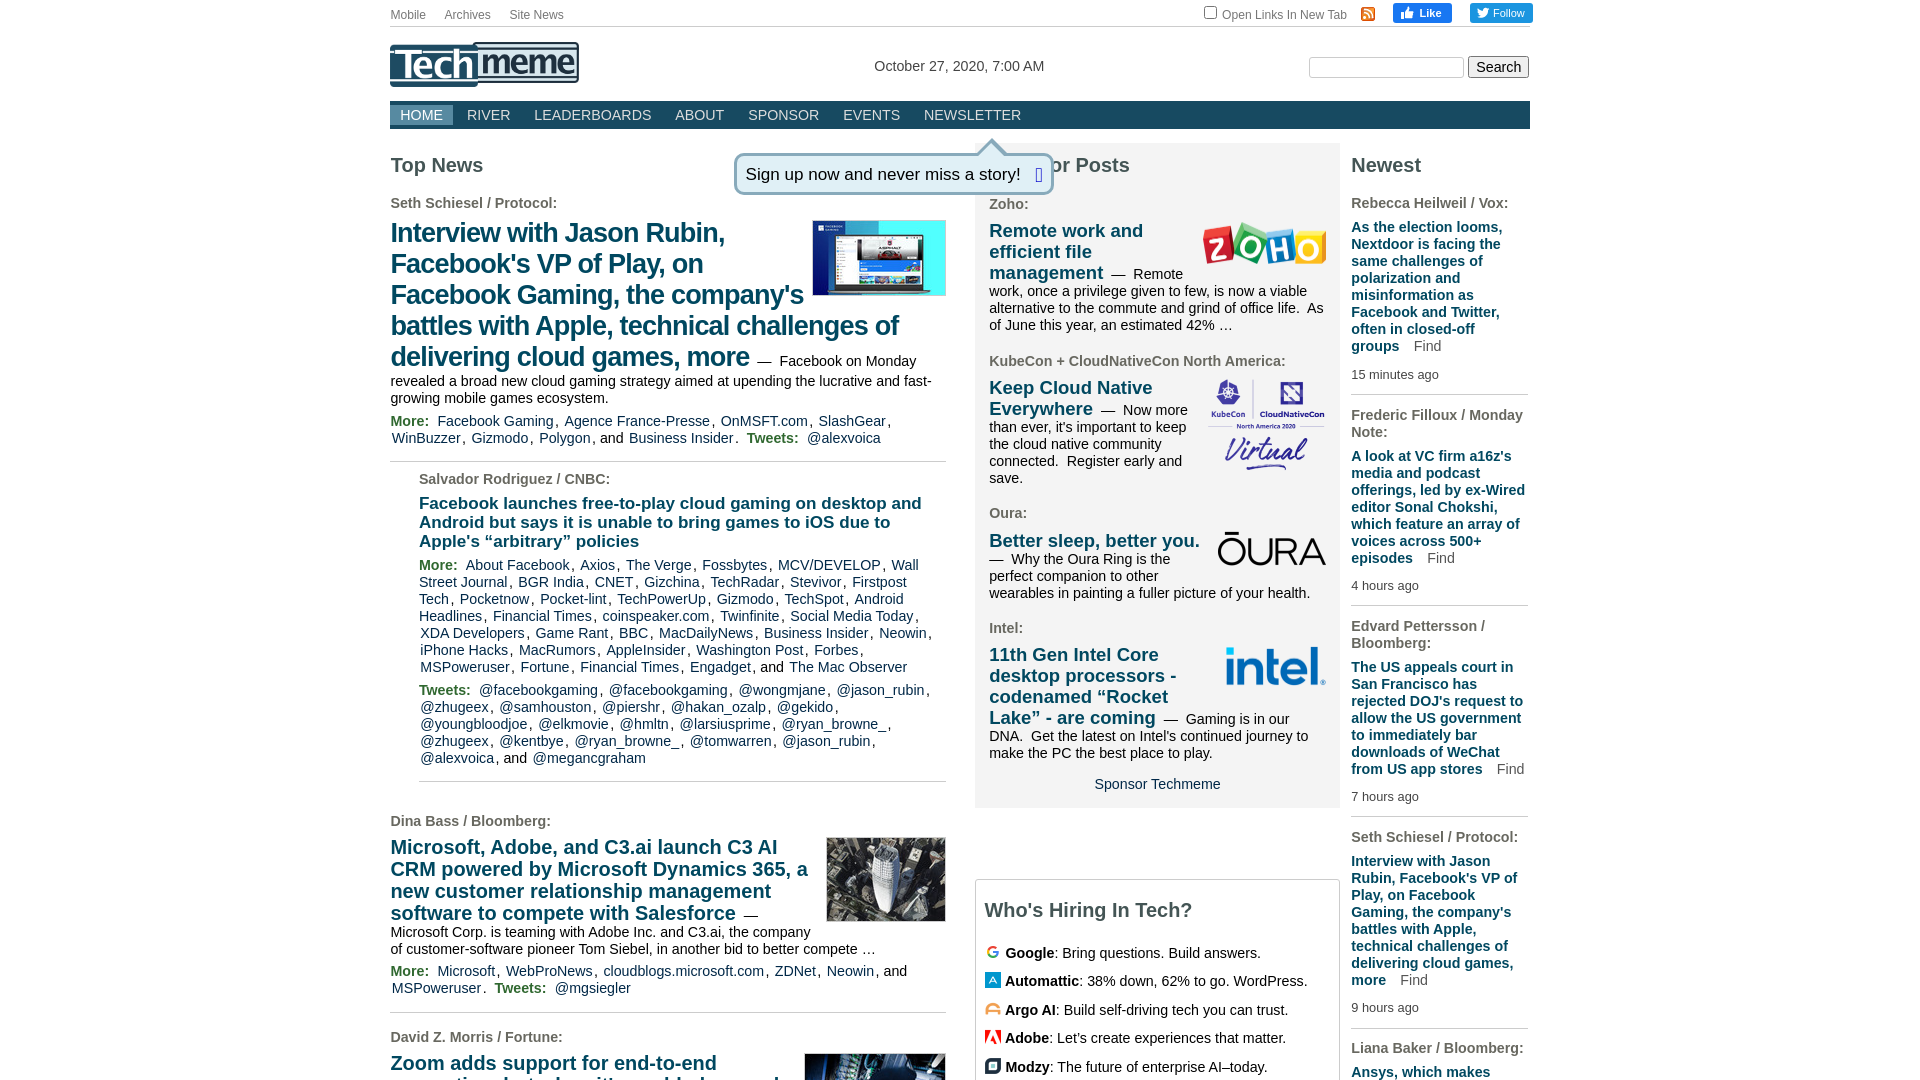 Mobile Archives Site News
Open Links In New Tab
Like
Follow
Techmeme
October 27, 2020, 7:00 AM
Search
HOME RIVER LEADERBOARDS ABOUT SPONSOR EVENTS NEWSLETTER
Sign up now and never miss a story!
Top News
Seth Schiesel / Protocol:
Interview with Jason Rubin,
Facebook's VP of Play, on
Facebook Gaming, the company's
battles with Apple, technical challenges of
delivering cloud games, more — Facebook on Monday
revealed a broad new cloud gaming strategy aimed at upending the lucrative and fast-
growing mobile games ecosystem.
More: Facebook Gaming, Agence France-Presse, OnMSFT.com, SlashGear,
WinBuzzer, Gizmodo, Polygon, and Business Insider. Tweets: @alexvoica
Salvador Rodriguez / CNBC:
Facebook launches free-to-play cloud gaming on desktop and
Android but says it is unable to bring games to iOS due to
Apple's “arbitrary” policies
More: About Facebook, Axios, The Verge, Fossbytes, MCV/DEVELOP, Wall
Street Journal, BGR India, CNET, Gizchina, TechRadar, Stevivor, Firstpost
Tech, Pocketnow, Pocket-lint, TechPowerUp, Gizmodo, TechSpot, Android
Headlines, Financial Times, coinspeaker.com, Twinfinite, Social Media Today,
XDA Developers, Game Rant, BBC, MacDailyNews, Business Insider, Neowin,
iPhone Hacks, MacRumors, AppleInsider, Washington Post, Forbes,
MSPoweruser, Fortune, Financial Times, Engadget, and The Mac Observer
Tweets: @facebookgaming, @facebookgaming, @wongmjane, @jason_rubin,
@zhugeex, @samhouston, @piershr, @hakan_ozalp, @gekido,
@youngbloodjoe, @elkmovie, @hmltn, @larsiusprime, @ryan_browne_,
@zhugeex, @kentbye, @ryan_browne_, @tomwarren, @jason_rubin,
@alexvoica, and @megancgraham
Dina Bass / Bloomberg:
Microsoft, Adobe, and C3.ai launch C3 AI
CRM powered by Microsoft Dynamics 365, a
new customer relationship management
software to compete with Salesforce —
Microsoft Corp. is teaming with Adobe Inc. and C3.ai, the company
of customer-software pioneer Tom Siebel, in another bid to better compete …
More: Microsoft, WebProNews, cloudblogs.microsoft.com, ZDNet, Neowin, and
MSPoweruser. Tweets: @mgsiegler
David Z. Morris / Fortune:
Zoom adds support for end-to-end
or Posts
Zoho:
ZOHO
Remote work and
efficient file
management — Remote
work, once a privilege given to few, is now a viable
alternative to the commute and grind of office life. As
of June this year, an estimated 42% …
KubeCon + CloudNativeCon North America:
Keep Cloud Native
Everywhere — Now more
than ever, it's important to keep
the cloud native community
connected. Register early and
save.
KubeCon CloudNativeCon
North America 2020
Virtual
Oura:
ŌURA
Better sleep, better you.
— Why the Oura Ring is the
perfect companion to other
wearables in painting a fuller picture of your health.
Intel:
intel.
11th Gen Intel Core
desktop processors -
codenamed “Rocket
Lake” - are coming — Gaming is in our
DNA. Get the latest on Intel's continued journey to
make the PC the best place to play.
Sponsor Techmeme
Who's Hiring In Tech?
Google: Bring questions. Build answers.
Automattic: 38% down, 62% to go. WordPress.
Argo AI: Build self-driving tech you can trust.
Adobe: Let’s create experiences that matter.
Modzy: The future of enterprise AI–today.
Newest
Rebecca Heilweil / Vox:
As the election looms,
Nextdoor is facing the
same challenges of
polarization and
misinformation as
Facebook and Twitter,
often in closed-off
groups Find
15 minutes ago
Frederic Filloux / Monday
Note:
A look at VC firm a16z's
media and podcast
offerings, led by ex-Wired
editor Sonal Chokshi,
which feature an array of
voices across 500+
episodes Find
4 hours ago
Edvard Pettersson /
Bloomberg:
The US appeals court in
San Francisco has
rejected DOJ's request to
allow the US government
to immediately bar
downloads of WeChat
from US app stores Find
7 hours ago
Seth Schiesel / Protocol:
Interview with Jason
Rubin, Facebook's VP of
Play, on Facebook
Gaming, the company's
battles with Apple,
technical challenges of
delivering cloud games,
more Find
9 hours ago
Liana Baker / Bloomberg:
Ansys, which makes